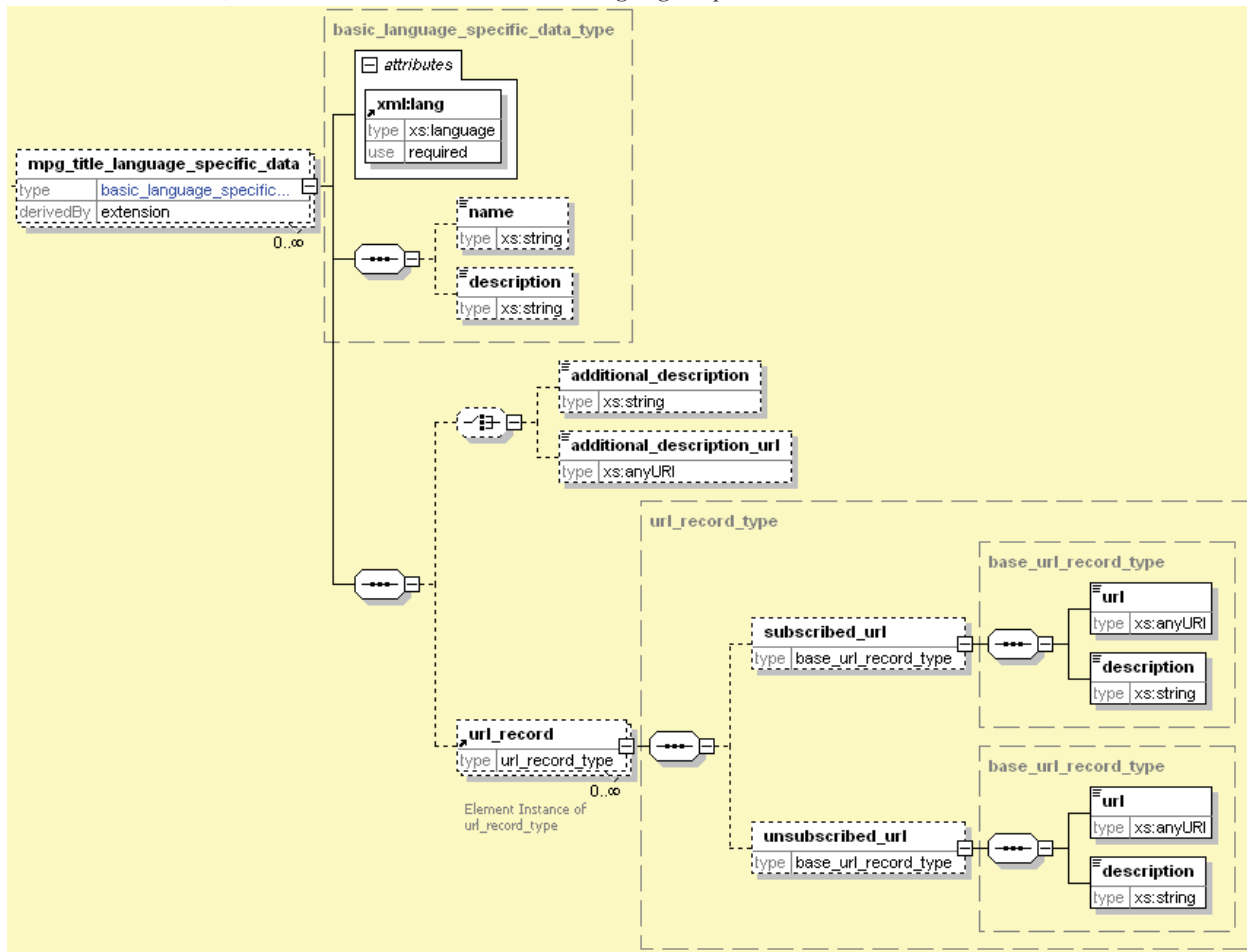 basic_language_specific_data_type
attributes
xml:lang
type xs:language
use required
mpg_title_language_specific_data
type basic_language_specific...
derivedBy extension
0..∞
name
type xs:string
description
type xs:string
additional_description
type xs:string
additional_description_url
type xs:anyURI
url_record_type
base_url_record_type
url
type xs:anyURI
subscribed_url
type base_url_record_type
description
type xs:string
url_record
type url_record_type
0..∞
Element Instance of
url_record_type
base_url_record_type
url
type xs:anyURI
unsubscribed_url
type base_url_record_type
description
type xs:string